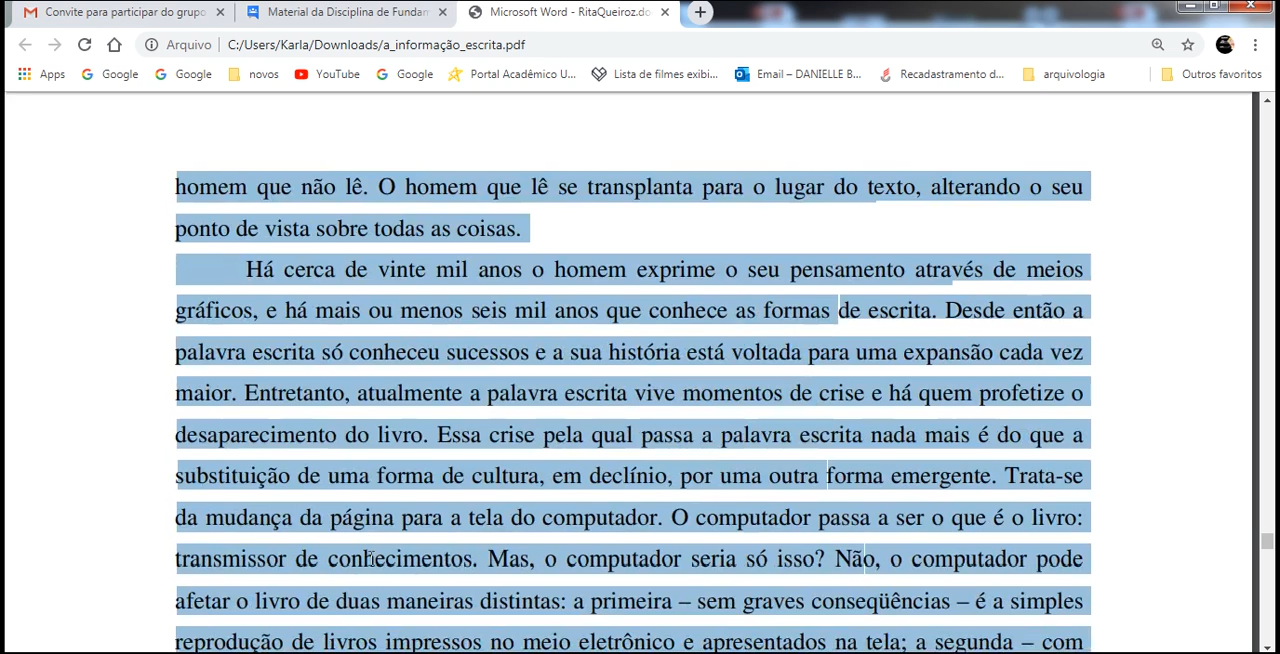 Convite para participar do grupo
Material da Disciplina de Fundam
Microsoft Word - RitaQueiroz.do
Arquivo
C:/Users/Karla/Downloads/a_informação_escrita.pdf
Apps
Google
Google
novos
YouTube
Google
Portal Acadêmico U...
Lista de filmes exibi...
Email – DANIELLE B...
Recadastramento d...
arquivologia
Outros favoritos
homem que não lê. O homem que lê se transplanta para o lugar do texto, alterando o seu
ponto de vista sobre todas as coisas.
Há cerca de vinte mil anos o homem exprime o seu pensamento através de meios
gráficos, e há mais ou menos seis mil anos que conhece as formas de escrita. Desde então a
palavra escrita só conheceu sucessos e a sua história está voltada para uma expansão cada vez
maior. Entretanto, atualmente a palavra escrita vive momentos de crise e há quem profetize o
desaparecimento do livro. Essa crise pela qual passa a palavra escrita nada mais é do que a
substituição de uma forma de cultura, em declínio, por uma outra forma emergente. Trata-se
da mudança da página para a tela do computador. O computador passa a ser o que é o livro:
transmissor de conhecimentos. Mas, o computador seria só isso? Não, o computador pode
afetar o livro de duas maneiras distintas: a primeira – sem graves conseqüências – é a simples
reprodução de livros impressos no meio eletrônico e apresentados na tela; a segunda – com